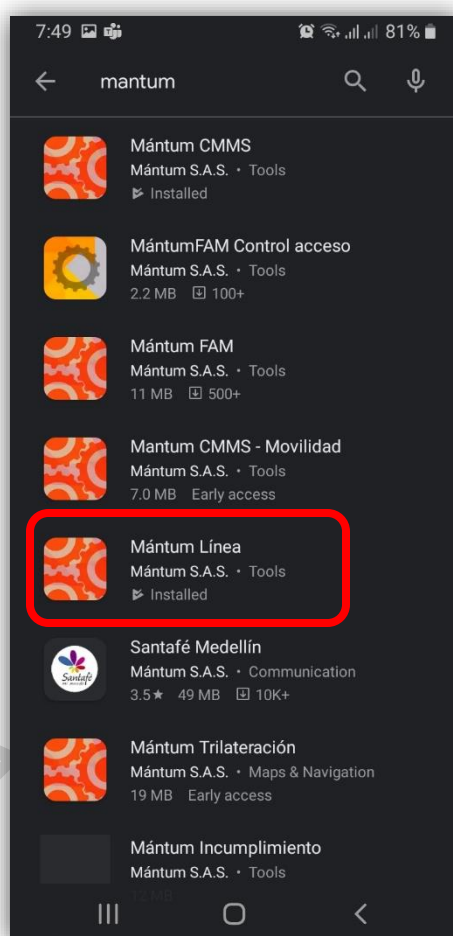 7:49 81%
mantum
Mántum CMMS
Mántum S.A.S. • Tools
Installed
MántumFAM Control acceso
Mántum S.A.S. • Tools
2.2 MB 100+
Mántum FAM
Mántum S.A.S. • Tools
11 MB 500+
Mantum CMMS - Movilidad
Mántum S.A.S. • Tools
7.0 MB Early access
Mántum Línea
Mántum S.A.S. • Tools
Installed
Santafé
Santafé Medellín
Mántum S.A.S. • Communication
3.5★ 49 MB 10K+
Mántum Trilateración
Mántum S.A.S. • Maps & Navigation
19 MB Early access
Mántum Incumplimiento
Mántum S.A.S. • Tools
12 MB